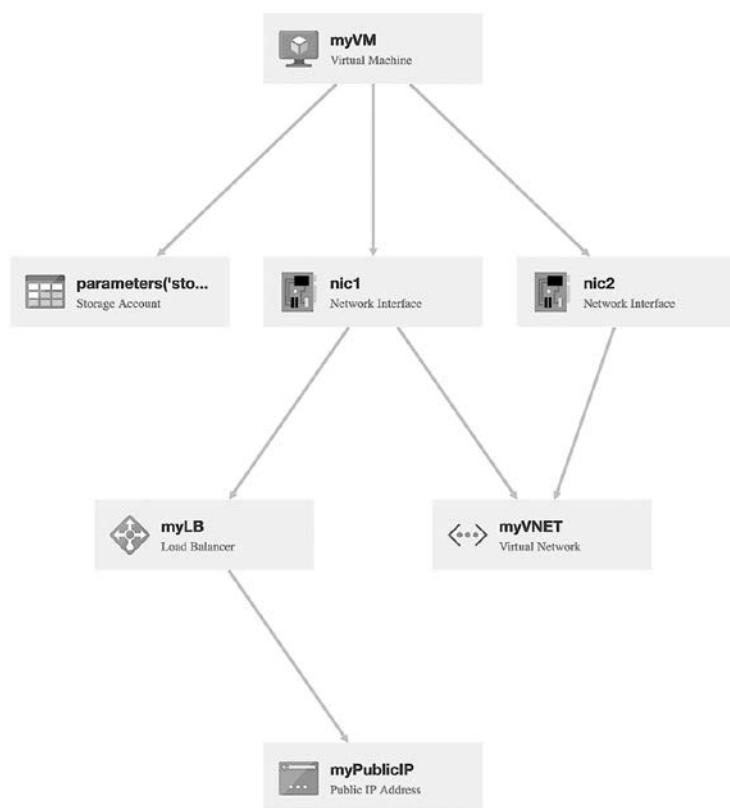 myVM
Virtual Machine
parameters('sto...
Storage Account
nic1
Network Interface
nic2
Network Interface
myLB
Load Balancer
myVNET
Virtual Network
myPublicIP
Public IP Address